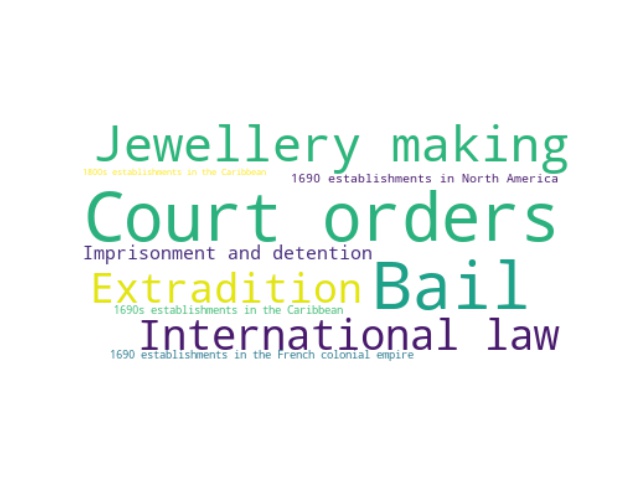 Jewellery making
1800s establishments in the Caribbean
1690 establishments in North America
Court orders
Imprisonment and detention
Extradition
Bail
1690s establishments in the Caribbean
International law
1690 establishments in the French colonial empire